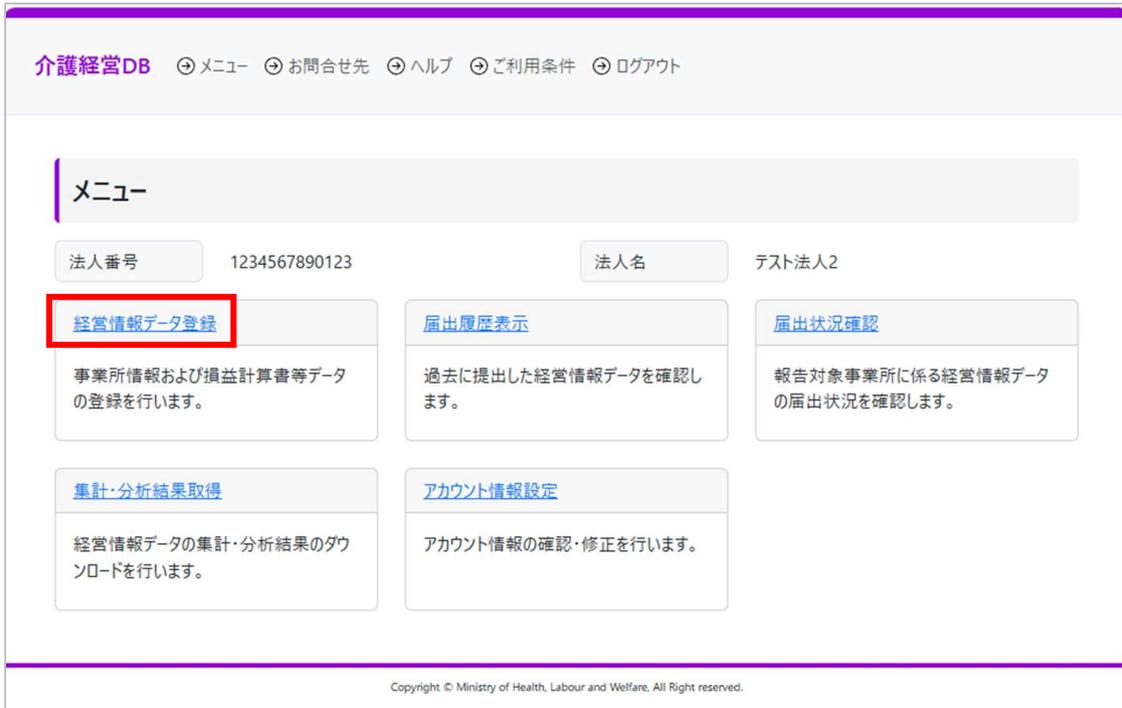 介護経営DB メニュー お問合せ先 ヘルプ ご利用条件 ログアウト
メニュー
法人番号 1234567890123 法人名 テスト法人2
経営情報データ登録 届出履歴表示 届出状況確認
事業所情報および損益計算書等データ
の登録を行います。
過去に提出した経営情報データを確認し
ます。
報告対象事業所に係る経営情報データ
の届出状況を確認します。
集計・分析結果取得 アカウント情報設定
経営情報データの集計・分析結果のダウ
ンロードを行います。
アカウント情報の確認・修正を行います。
Copyright © Ministry of Health, Labour and Welfare, All Right reserved.